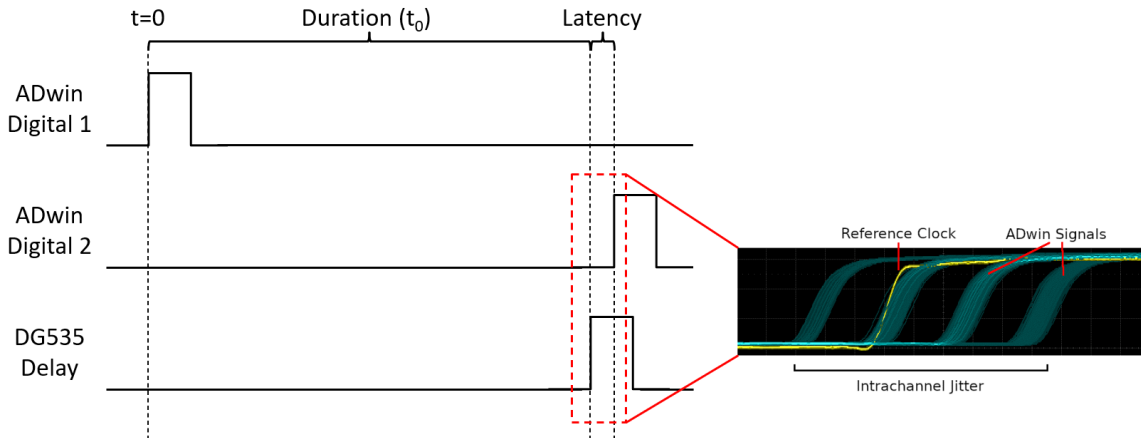 t=0
Duration (t₀)
Latency
ADwin
Digital 1
ADwin
Digital 2
DG535
Delay
Reference Clock
ADwin Signals
Intrachannel Jitter